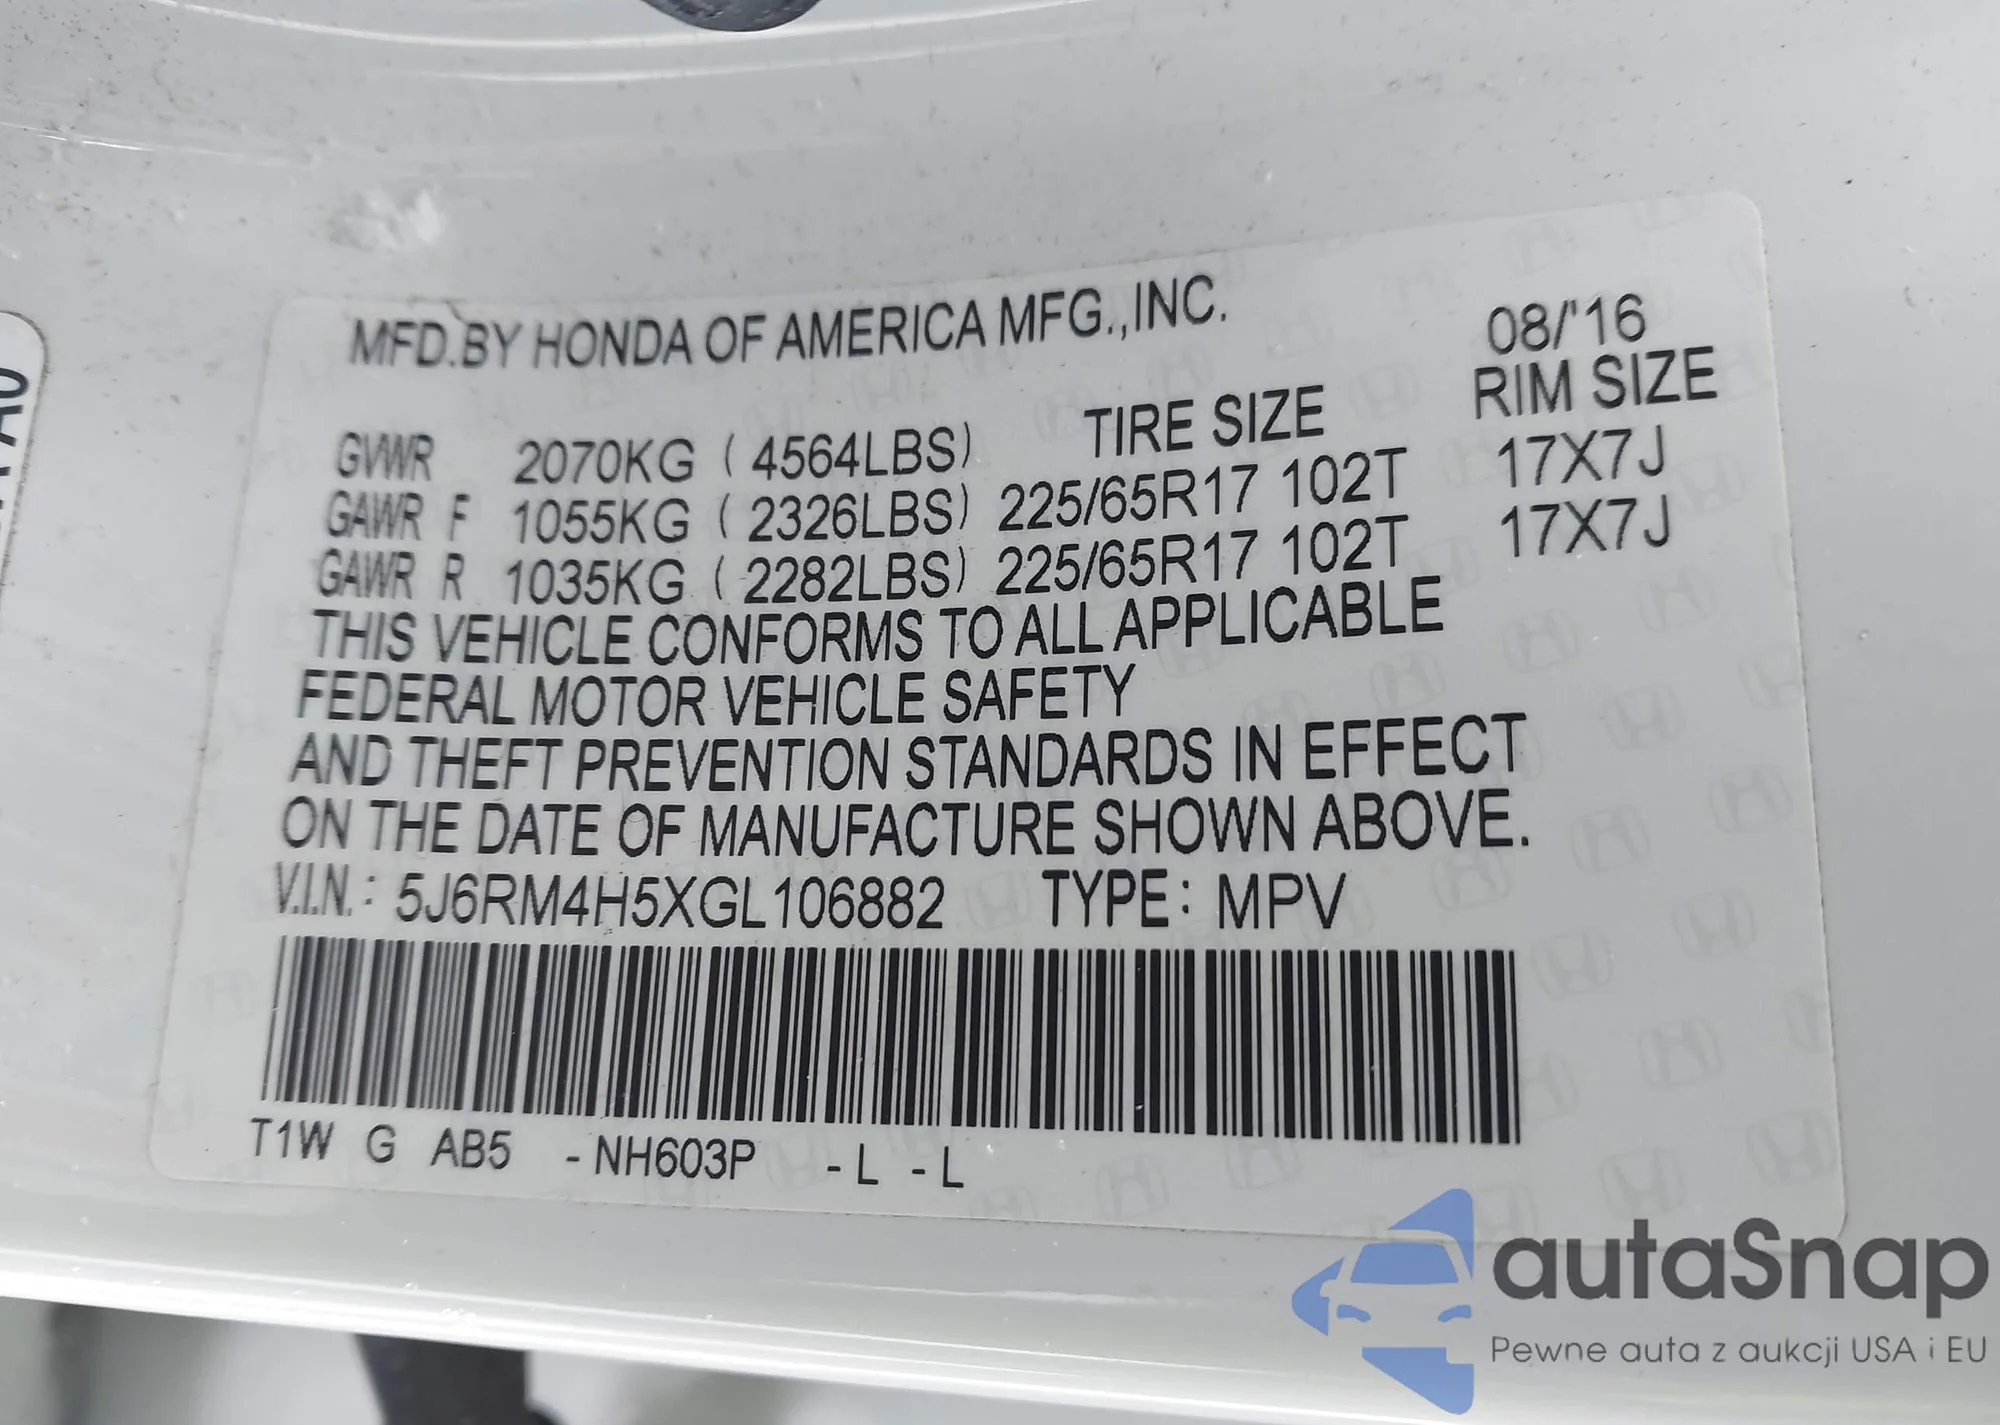 MFD.BY HONDA OF AMERICA MFG.,INC. 08/'16
TIRE SIZE RIM SIZE
GVWR 2070KG ( 4564LBS)
GAWR F 1055KG ( 2326LBS) 225/65R17 102T 17X7J
GAWR R 1035KG ( 2282LBS) 225/65R17 102T 17X7J
THIS VEHICLE CONFORMS TO ALL APPLICABLE
FEDERAL MOTOR VEHICLE SAFETY
AND THEFT PREVENTION STANDARDS IN EFFECT
ON THE DATE OF MANUFACTURE SHOWN ABOVE.
V.I.N.: 5J6RM4H5XGL106882 TYPE: MPV
T1W G AB5 -NH603P -L -L
autaSnap
Pewne auta z aukcji USA i EU